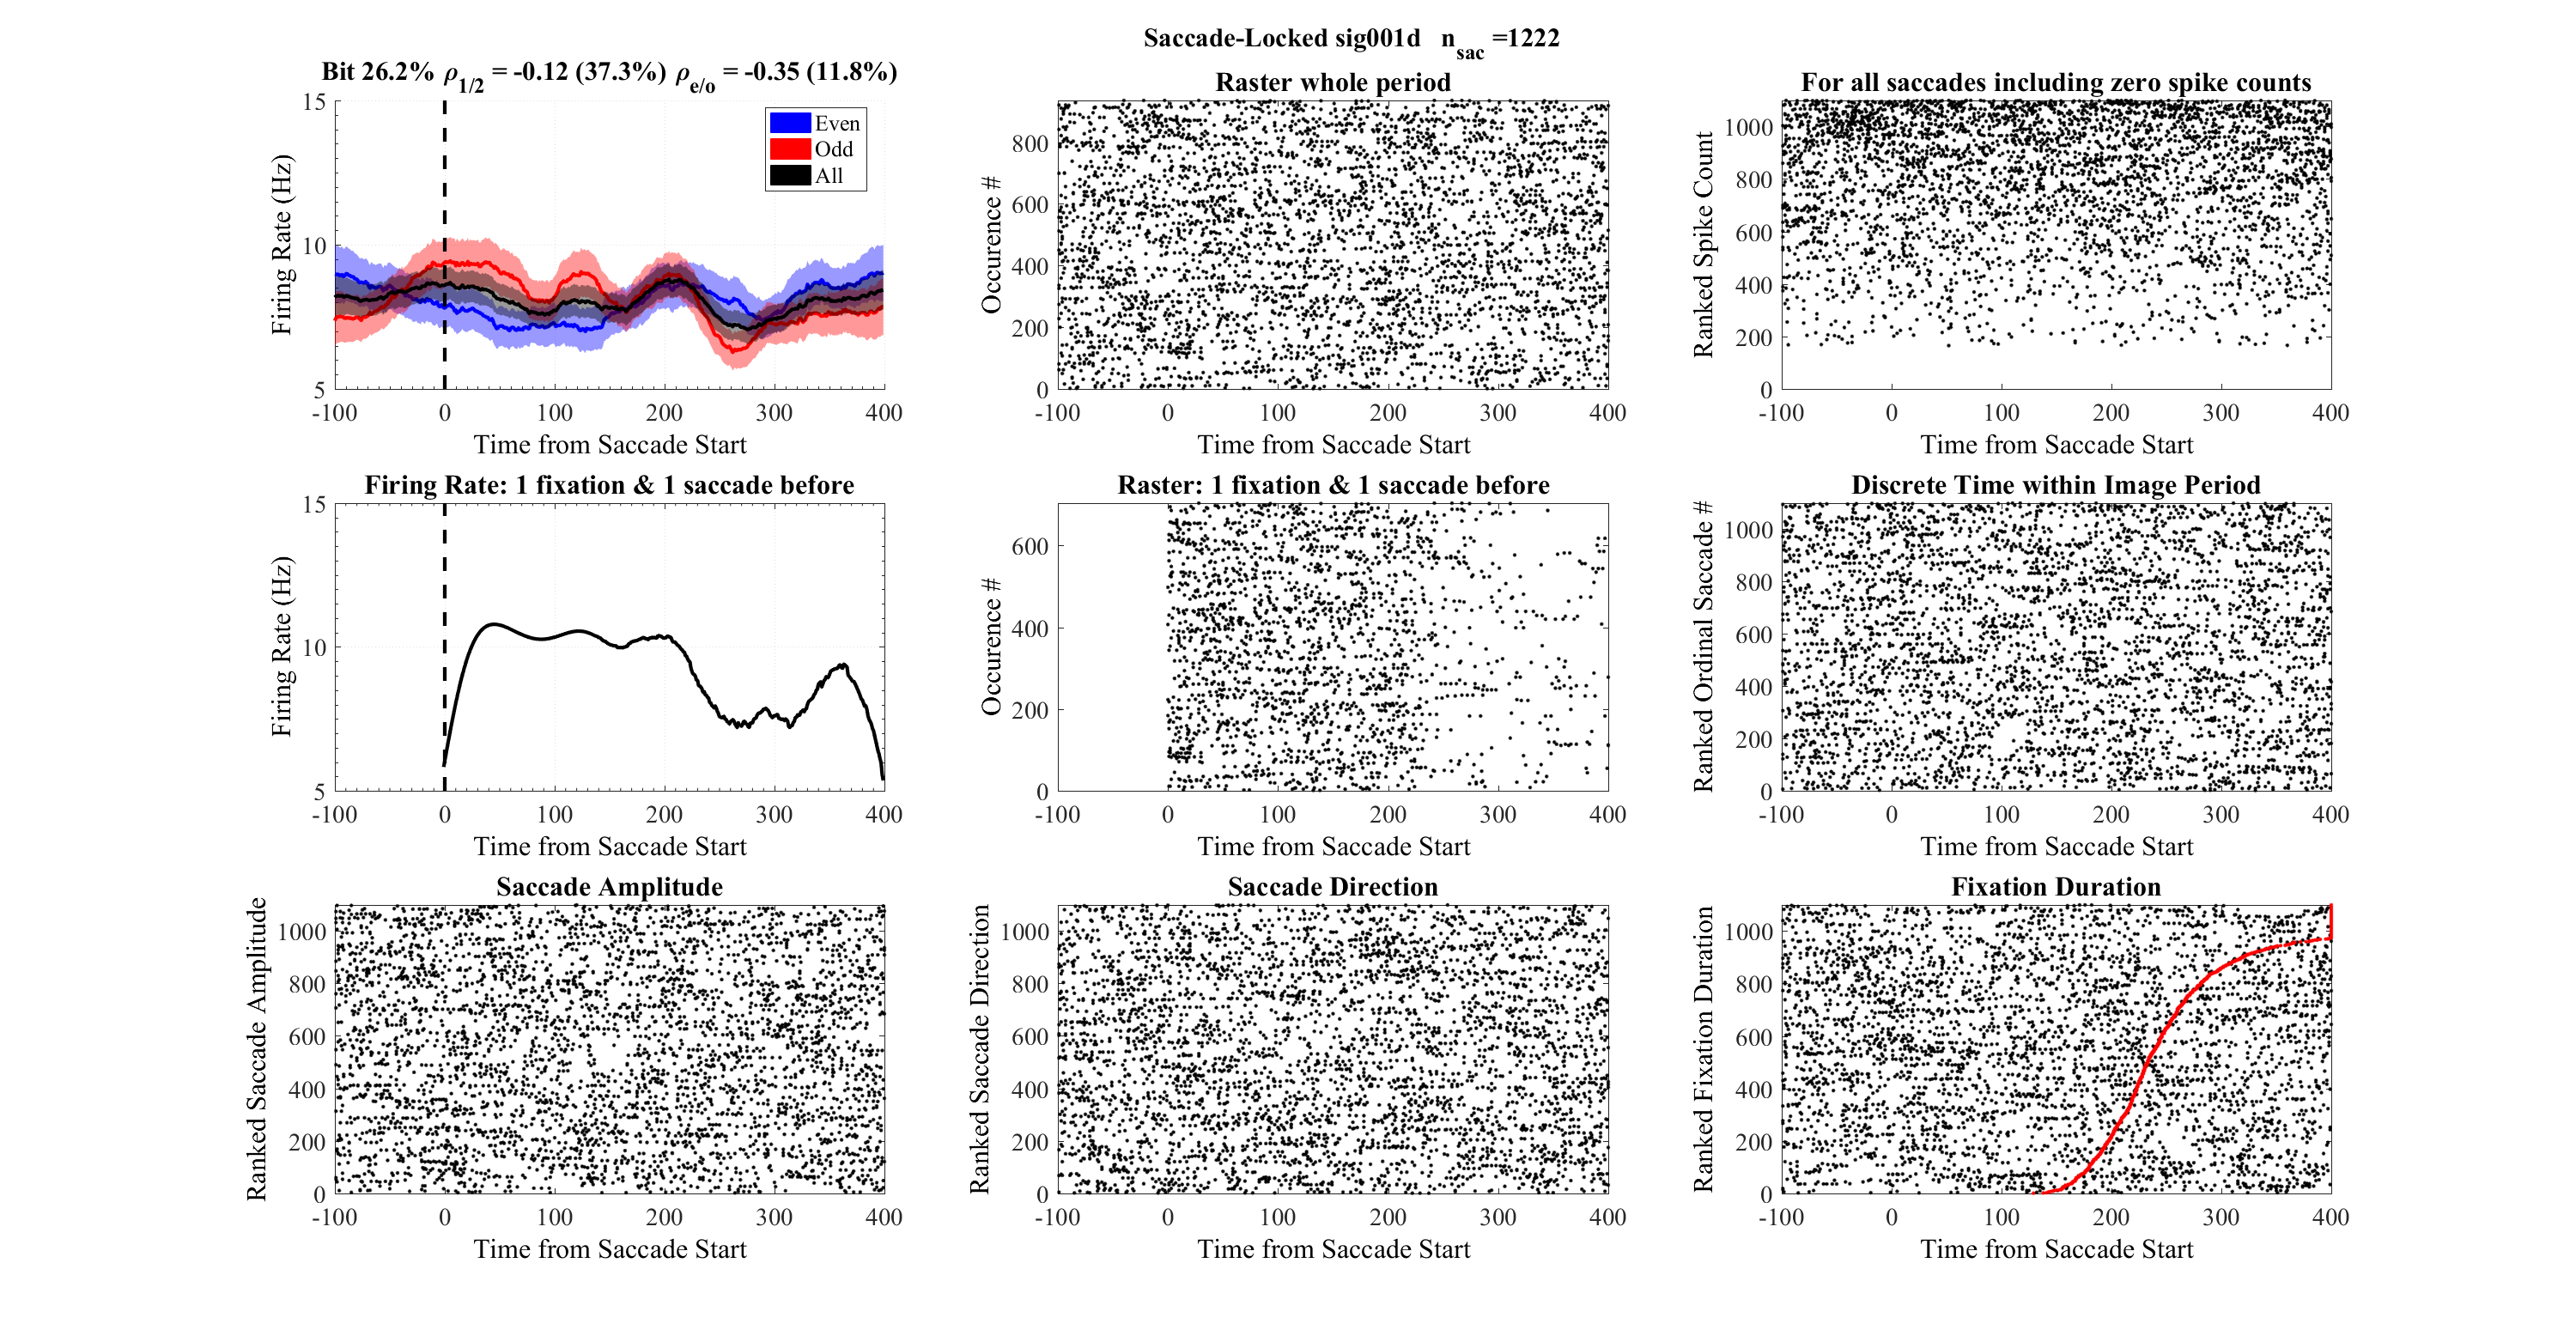 Saccade-Locked sig001d n_sac =1222
Bit 26.2% ρ_1/2 = -0.12 (37.3%) ρ_e/o = -0.35 (11.8%)
15
10
5
Firing Rate (Hz)
Even
Odd
All
-100 0 100 200 300 400
Time from Saccade Start
Raster whole period
800
600
400
200
0
Occurence #
-100 0 100 200 300 400
Time from Saccade Start
For all saccades including zero spike counts
1000
800
600
400
200
0
Ranked Spike Count
-100 0 100 200 300 400
Time from Saccade Start
Firing Rate: 1 fixation & 1 saccade before
15
10
5
Firing Rate (Hz)
-100 0 100 200 300 400
Time from Saccade Start
Raster: 1 fixation & 1 saccade before
600
400
200
0
Occurence #
-100 0 100 200 300 400
Time from Saccade Start
Discrete Time within Image Period
1000
800
600
400
200
0
Ranked Ordinal Saccade #
-100 0 100 200 300 400
Time from Saccade Start
Saccade Amplitude
1000
800
600
400
200
0
Ranked Saccade Amplitude
-100 0 100 200 300 400
Time from Saccade Start
Saccade Direction
1000
800
600
400
200
0
Ranked Saccade Direction
-100 0 100 200 300 400
Time from Saccade Start
Fixation Duration
1000
800
600
400
200
0
Ranked Fixation Duration
-100 0 100 200 300 400
Time from Saccade Start